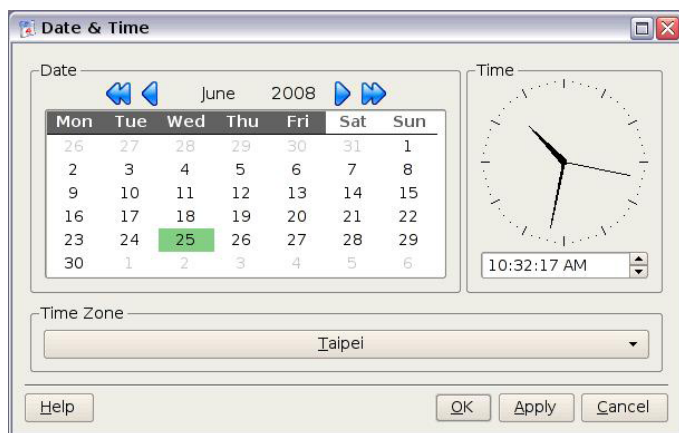 Date & Time
Date
June 2008
Mon Tue Wed Thu Fri Sat Sun
26 27 28 29 30 31 1
2 3 4 5 6 7 8
9 10 11 12 13 14 15
16 17 18 19 20 21 22
23 24 25 26 27 28 29
30 1 2 3 4 5 6
Time
10:32:17 AM
Time Zone
Taipei
Help
OK
Apply
Cancel